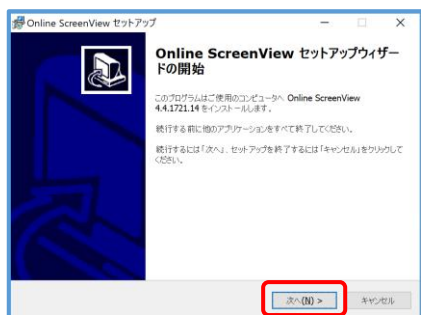 Online ScreenView セットアップ
Online ScreenView セットアップウィザー
ドの開始
このプログラムはご使用のコンピュータへ Online ScreenView
4.4.1721.14 をインストールします。
続行する前に他のアプリケーションをすべて終了してください。
続行するには「次へ」、セットアップを終了するには「キャンセル」をクリックして
ください。
次へ(N) > キャンセル